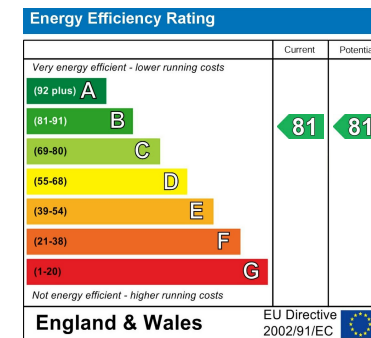 Energy Efficiency Rating
Current Potentia
Very energy efficient - lower running costs
(92 plus) A
(81-91) B 81 81
(69-80) C
(55-68) D
(39-54) E
(21-38) F
(1-20) G
Not energy efficient - higher running costs
England & Wales
EU Directive
2002/91/EC